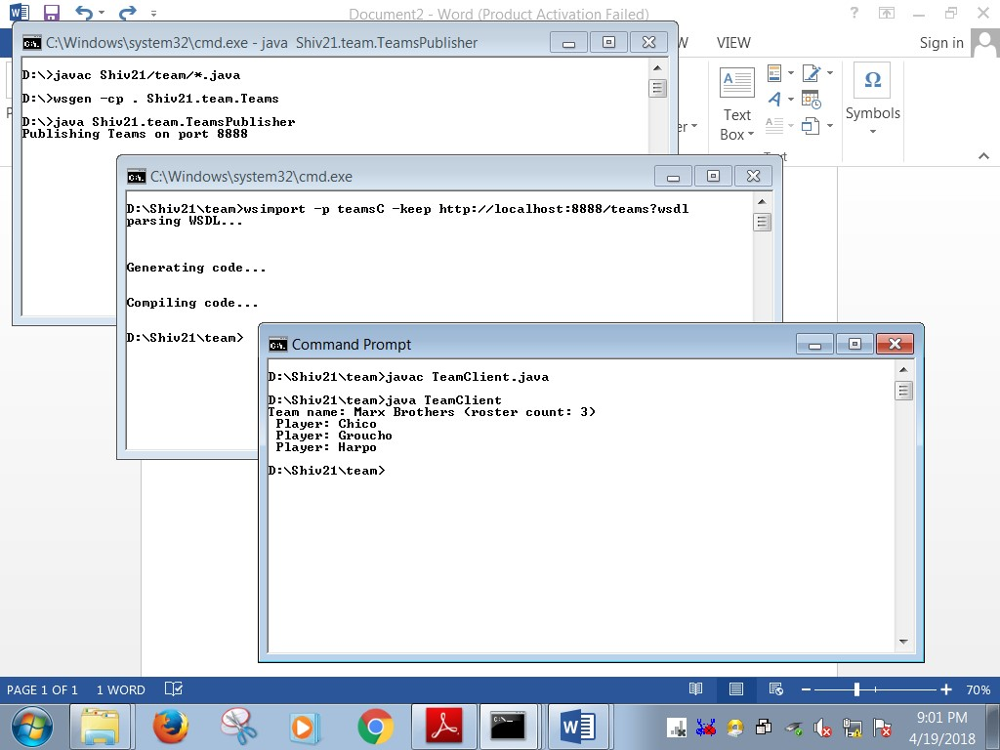 Document2 - Word (Product Activation Failed)
C:\Windows\system32\cmd.exe - java  Shiv21.team.TeamsPublisher
W VIEW Sign in
D:\>javac Shiv21/team/*.java
D:\>wsgen -cp . Shiv21.team.Teams
D:\>java Shiv21.team.TeamsPublisher
Publishing Teams on port 8888
er
Text
Box
A
Ω
Symbols
C:\Windows\system32\cmd.exe
D:\Shiv21\team>wsimport -p teamsC -keep http://localhost:8888/teams?wsdl
parsing WSDL...
Generating code...
Compiling code...
D:\Shiv21\team>
Command Prompt
D:\Shiv21\team>javac TeamClient.java
D:\Shiv21\team>java TeamClient
Team name: Marx Brothers (roster count: 3)
Player: Chico
Player: Groucho
Player: Harpo
D:\Shiv21\team>
PAGE 1 OF 1 1 WORD 70%
9:01 PM
4/19/2018